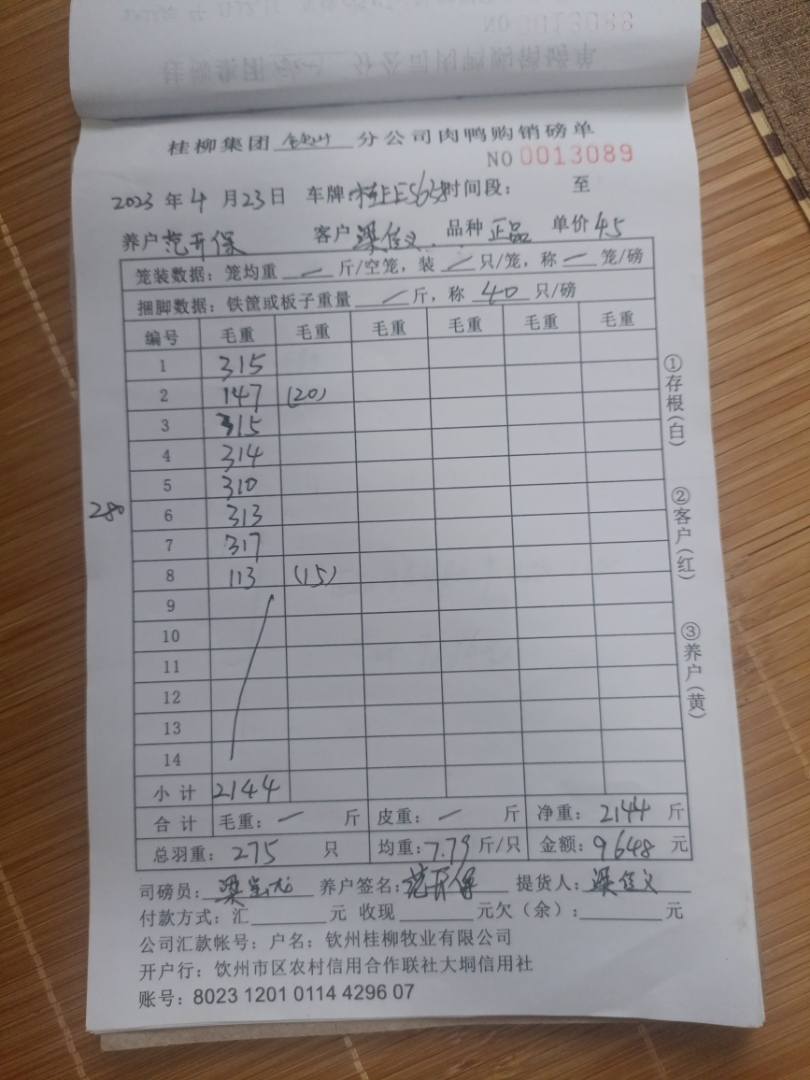 桂柳集团 钦州 分公司肉鸭购销磅单
NO 0013089
2023 年 4 月 23 日 车牌: 时间段: 至
养户 范开保 客户 梁 义 品种 正品 单价 4.5
笼装数据: 笼均重 — 斤/空笼, 装 — 只/笼, 称 — 笼/磅
捆脚数据: 铁筐或板子重量 — 斤, 称 40 只/磅
编号 毛重 毛重 毛重 毛重 毛重 毛重
1 315
2 147 (20)
3 315
4 314
5 310
280
6 313
7 317
8 113 (15)
9
10
11
12
13
14
小计 2144
合计 毛重: — 斤 皮重: — 斤 净重: 2144 斤
总羽重: 275 只 均重: 7.79 斤/只 金额: 9648 元
司磅员: 梁 龙 养户签名: 范开保 提货人: 梁 义
付款方式: 汇 元 收现 元欠(余): 元
公司汇款帐号: 户名: 钦州桂柳牧业有限公司
开户行: 钦州市区农村信用合作联社大垌信用社
账号: 8023 1201 0114 4296 07
①存根(白)
②客户(红)
③养户(黄)